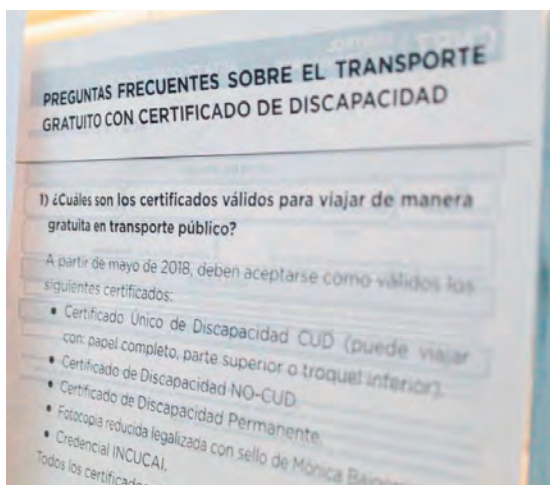 PREGUNTAS FRECUENTES SOBRE EL TRANSPORTE
GRATUITO CON CERTIFICADO DE DISCAPACIDAD
1) ¿Cuáles son los certificados válidos para viajar de manera
gratuita en transporte público?
A partir de mayo de 2018, deben aceptarse como válidos los
siguientes certificados:
• Certificado Único de Discapacidad CUD (puede viajar
con: papel completo, parte superior o troquel inferior).
• Certificado de Discapacidad NO-CUD.
• Certificado de Discapacidad Permanente.
• Fotocopia reducida legalizada con sello de Mónica
• Credencial INCUCAI.
Todos los